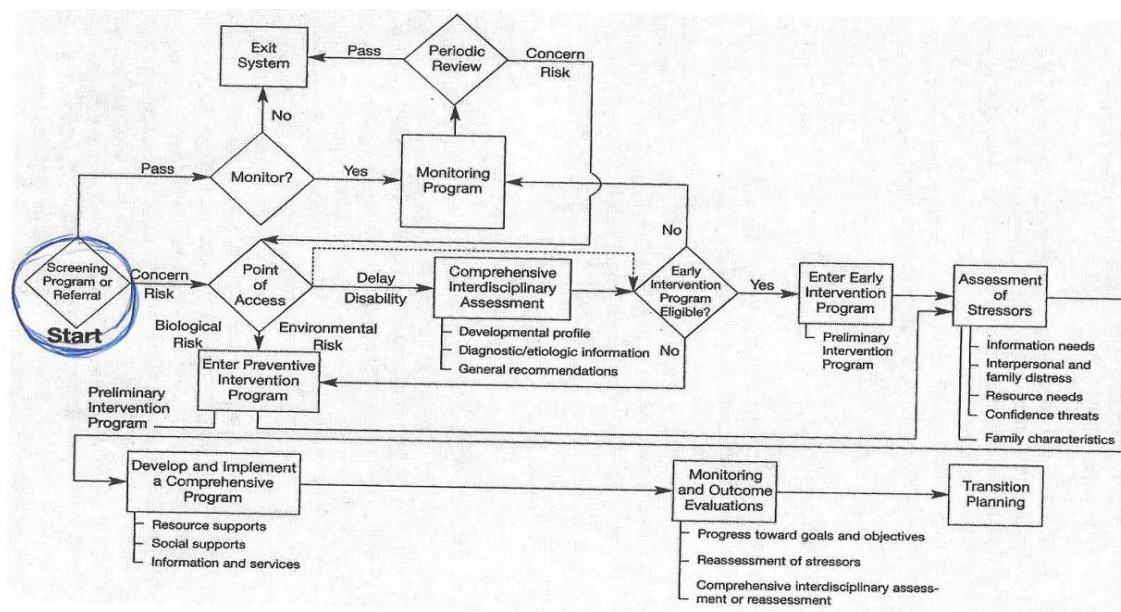 Exit
System
Pass
Periodic
Review
Concern
Risk
No
Pass
Monitor?
Yes
Monitoring
Program
No
Screening
Program or
Referral
Start
Concern
Risk
Point
of
Access
Delay
Disability
Comprehensive
Interdisciplinary
Assessment
Developmental profile
Diagnostic/etiologic information
General recommendations
Early
Intervention
Program
Eligible?
Yes
No
Enter Early
Intervention
Program
Preliminary
Intervention
Program
Assessment
of
Stressors
Information needs
Interpersonal and
family distress
Resource needs
Confidence threats
Family characteristics
Biological
Risk
Environmental
Risk
Enter Preventive
Intervention
Program
Preliminary
Intervention
Program
Develop and Implement
a Comprehensive
Program
Resource supports
Social supports
Information and services
Monitoring
and Outcome
Evaluations
Progress toward goals and objectives
Reassessment of stressors
Comprehensive interdisciplinary assess-
ment or reassessment
Transition
Planning